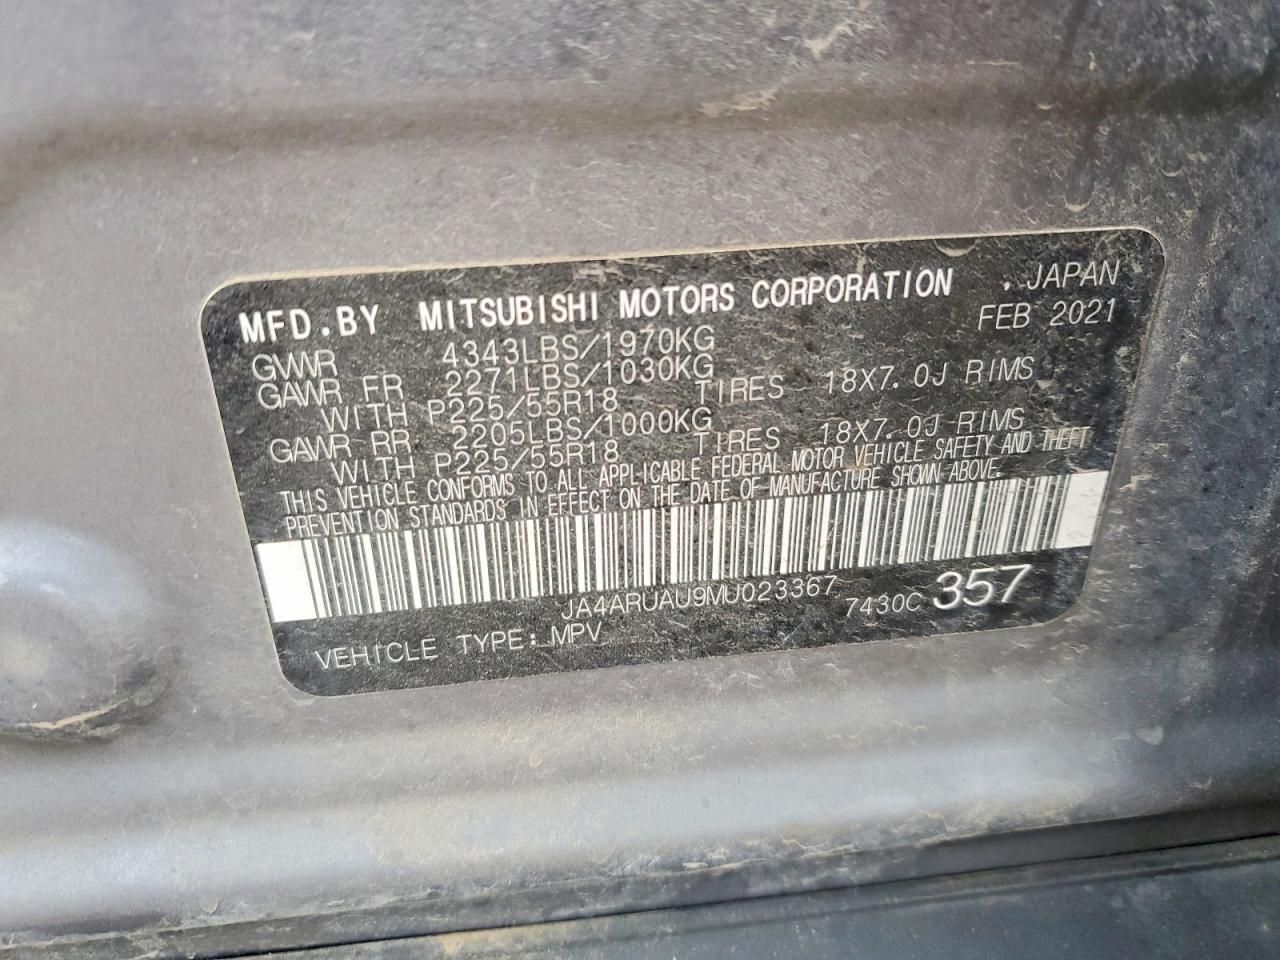 MFD.BY MITSUBISHI MOTORS CORPORATION , JAPAN
FEB 2021
GVWR 4343LBS/1970KG
GAWR FR 2271LBS/1030KG
WITH P225/55R18 TIRES 18X7.0J RIMS
GAWR RR 2205LBS/1000KG
WITH P225/55R18 TIRES 18X7.0J RIMS
THIS VEHICLE CONFORMS TO ALL APPLICABLE FEDERAL MOTOR VEHICLE SAFETY AND THEFT
PREVENTION STANDARDS IN EFFECT ON THE DATE OF MANUFACTURE SHOWN ABOVE.
JA4ARUAU9MU023367 7430C 357
VEHICLE TYPE: MPV